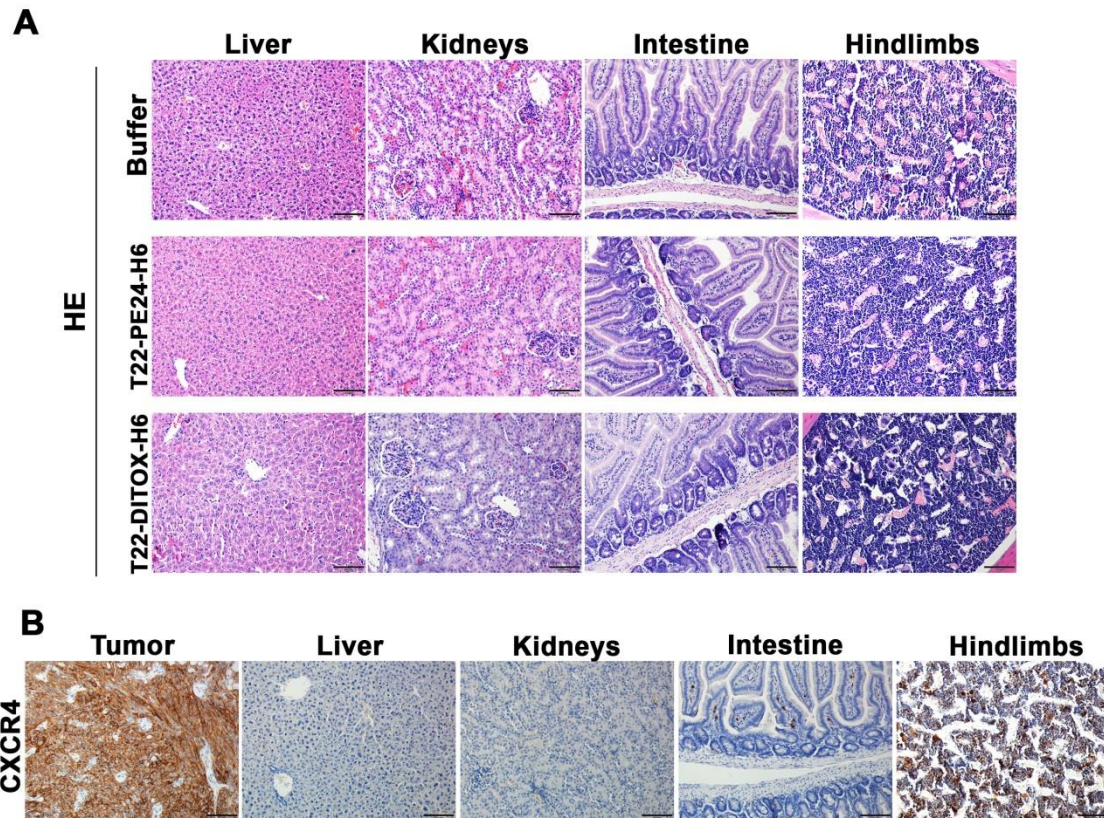 A
Liver Kidneys Intestine Hindlimbs
HE
Buffer
T22-PE24-H6
T22-DITOX-H6
B
Tumor Liver Kidneys Intestine Hindlimbs
CXCR4